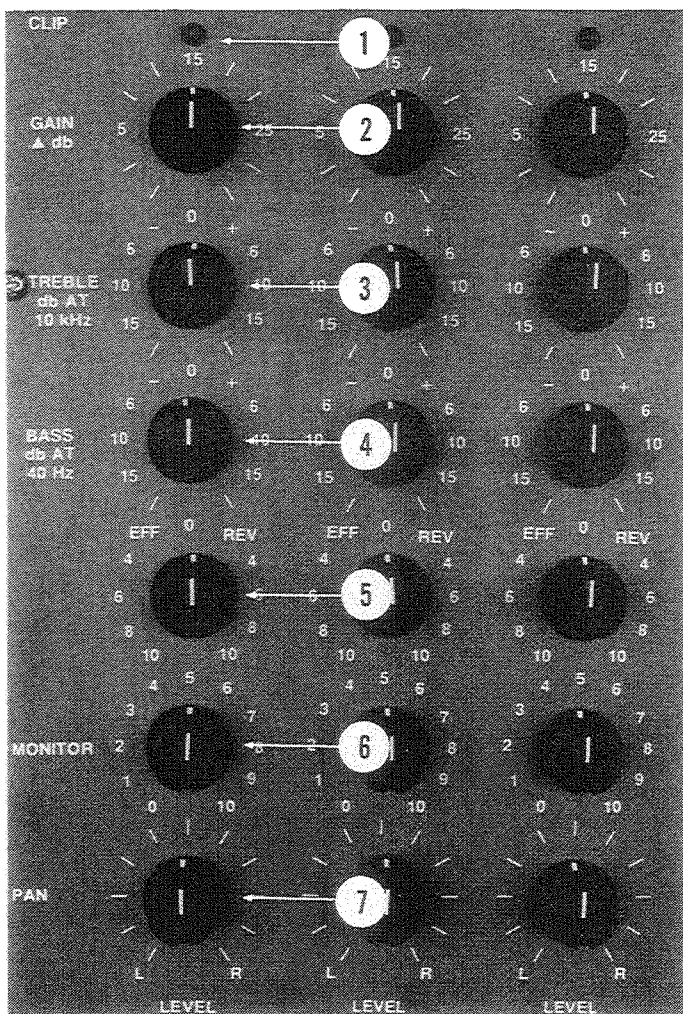 CLIP 1
15 15 15
GAIN 5 25 2 5 25 5 25
▲ db
0 0 0
− + − + − +
6 6 6 6 6 6
TREBLE 10 10 3 10 10 10 10
db AT
10 kHz 15 15 15 15 15 15
0 0 0
− + − + − +
6 6 6 6 6 6
BASS 10 10 4 10 10 10 10
db AT
40 Hz 15 15 15 15 15 15
EFF 0 REV EFF 0 REV EFF 0 REV
4 4 4 4 4 4
6 6 5 6 6 6 6
8 8 8 8 8 8
10 10 10 10 10 10
5 5 5
4 6 4 6 4 6
3 7 3 7 3 7
MONITOR 2 8 6 2 8 2 8
1 9 1 9 1 9
0 10 0 10 0 10
PAN 7
L R L R L R
LEVEL LEVEL LEVEL